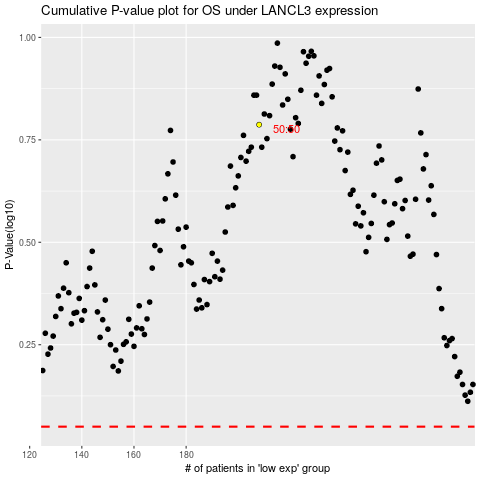 Cumulative P-value plot for OS under LANCL3 expression
1.00
0.75
0.50
0.25
P-Value(log10)
50:50
120 140 160 180
# of patients in 'low exp' group